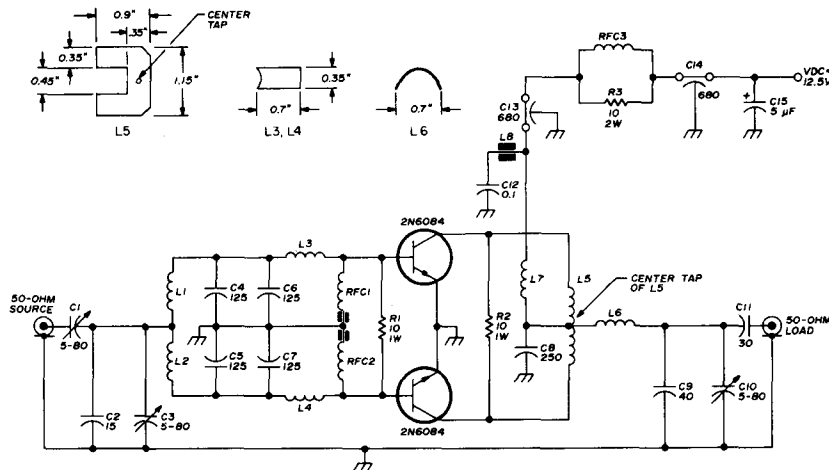 0.9"
.35"
CENTER
TAP
0.35"
0.45"
1.15"
L5
0.35"
0.7"
L3, L4
0.7"
L6
RFC3
R3
10
2W
C14
680
VDC=
12.5V
+
C15
5 µF
C13
680
L8
C12
0.1
2N6084
L3
L1
C4
125
C6
125
RFC1
50-OHM
SOURCE
C1
5-80
L2
C5
125
C7
125
RFC2
R1
10
1W
L4
C2
15
C3
5-80
2N6084
R2
10
1W
L7
L5
CENTER TAP
OF L5
L6
C8
250
C11
30
50-OHM
LOAD
C9
40
C10
5-80